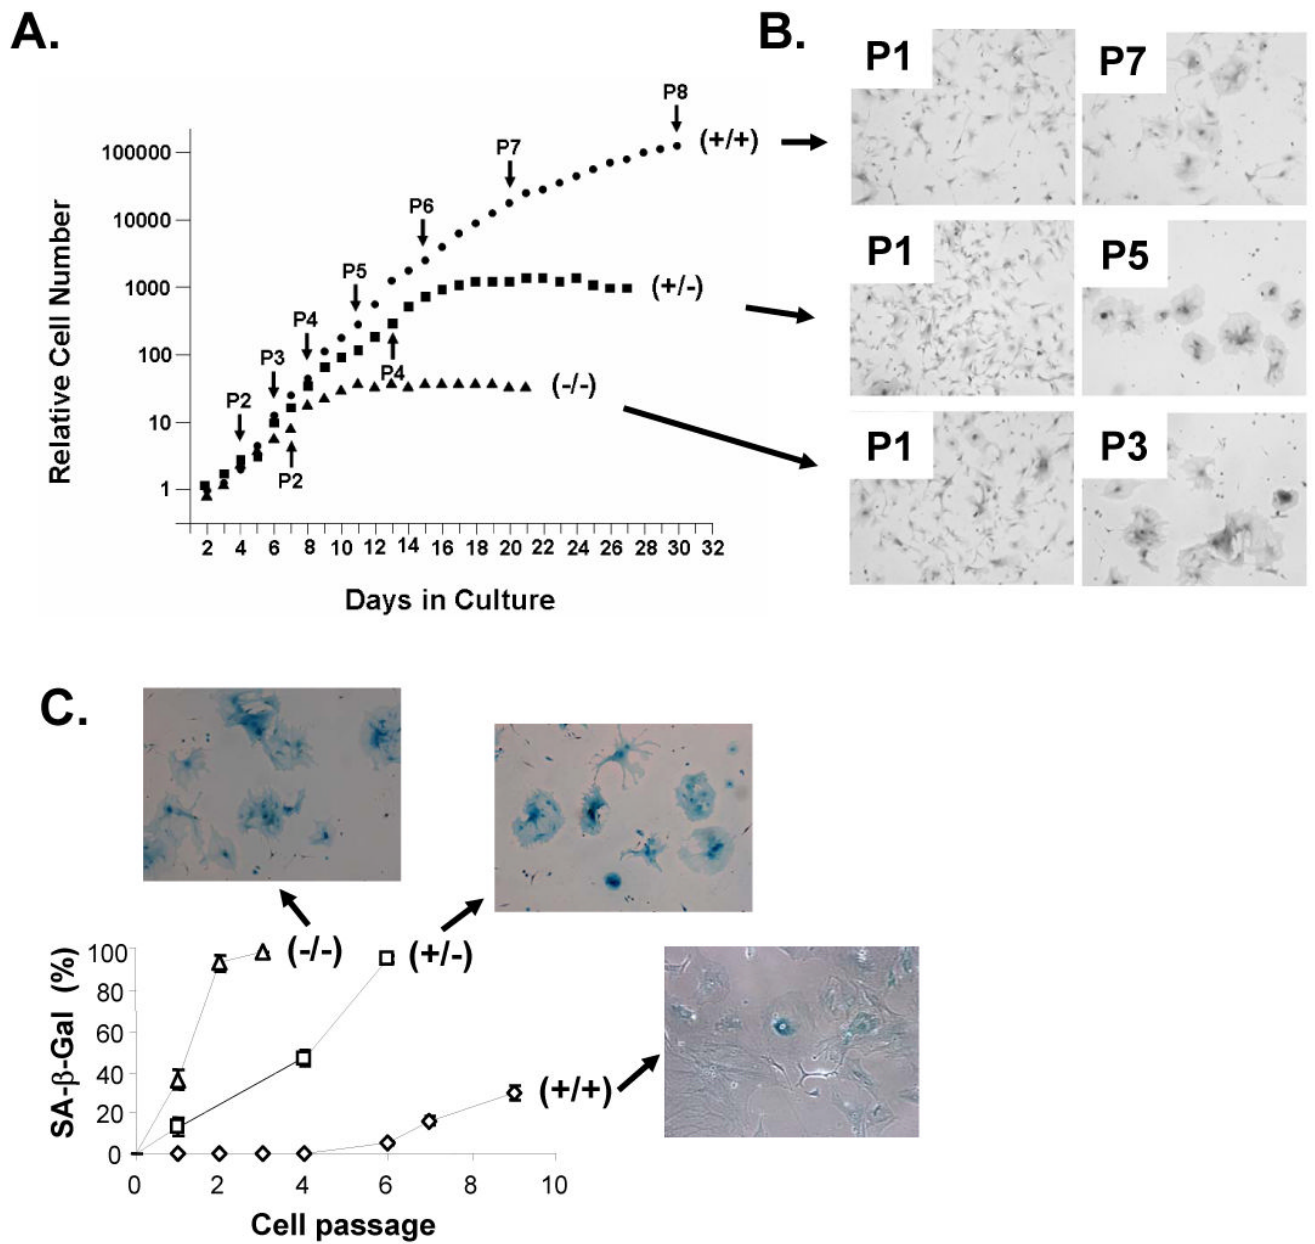 A.
Relative Cell Number
100000
10000
1000
100
10
1
P2
P3
P4
P5
P6
P7
P8
P2
P4
(+/+)
(+/-)
(-/-)
2 4 6 8 10 12 14 16 18 20 22 24 26 28 30 32
Days in Culture
B.
P1 P7
P1 P5
P1 P3
C.
SA-β-Gal (%)
100
80
60
40
20
0
(-/-)
(+/-)
(+/+)
0 2 4 6 8 10
Cell passage